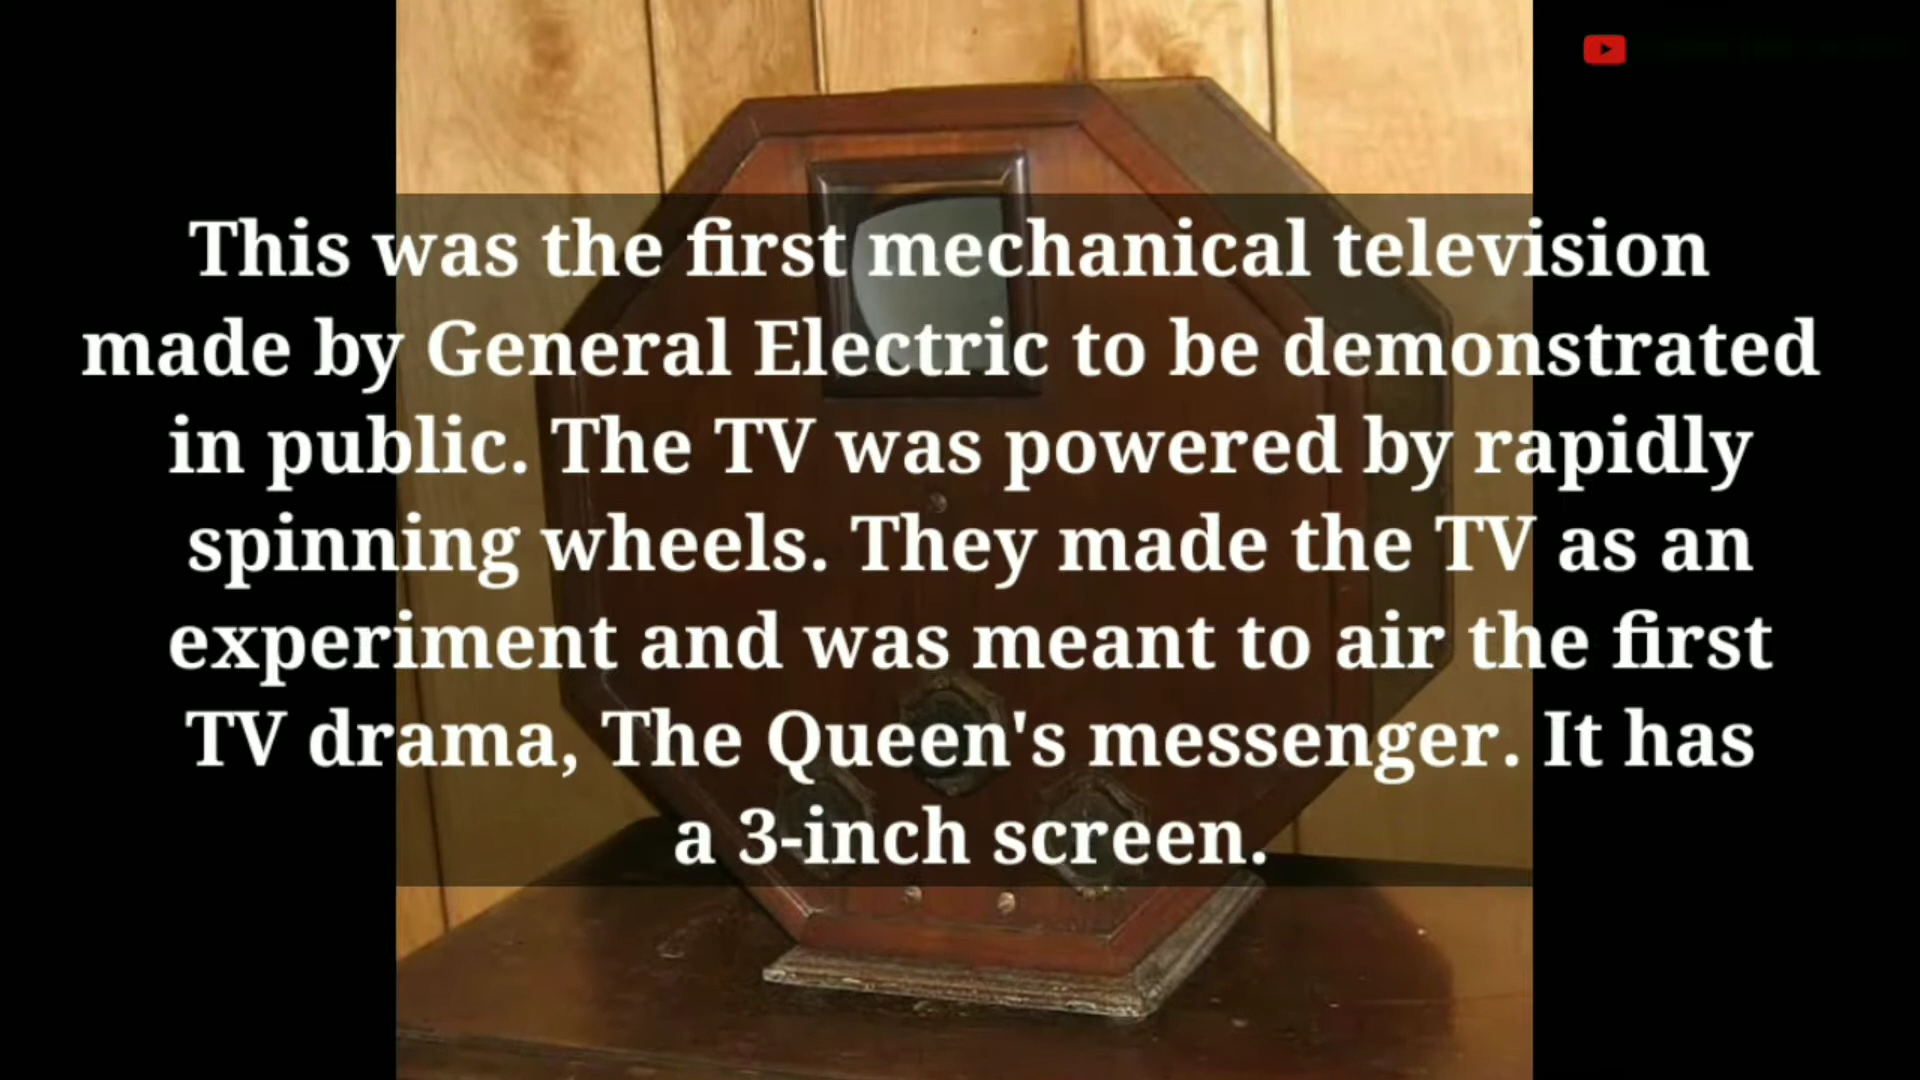 This was the first mechanical television
made by General Electric to be demonstrated
in public. The TV was powered by rapidly
spinning wheels. They made the TV as an
experiment and was meant to air the first
TV drama, The Queen's messenger. It has
a 3-inch screen.